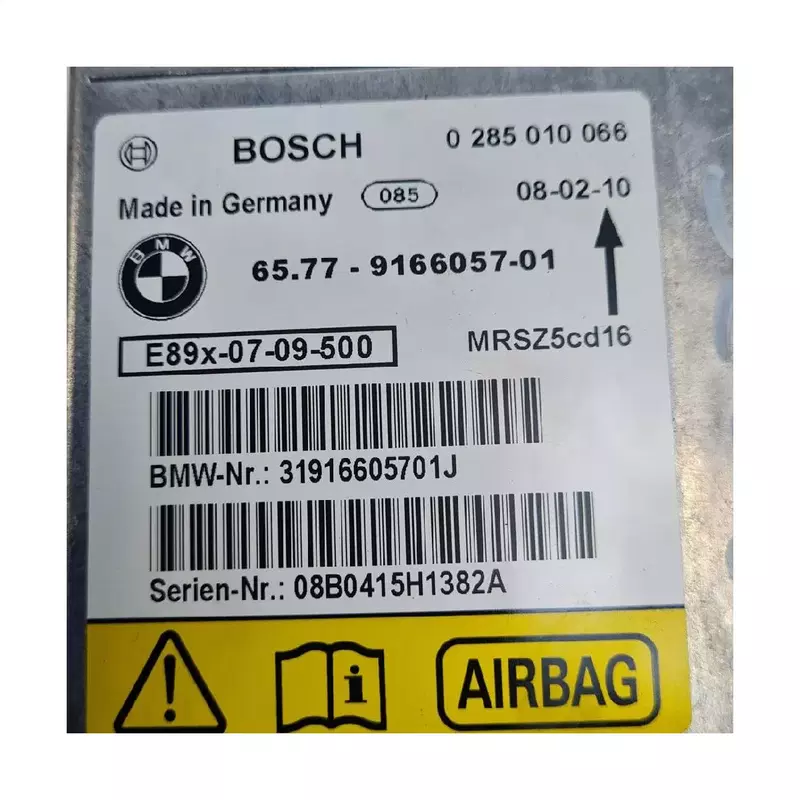 BOSCH 0 285 010 066
Made in Germany 085 08-02-10
BMW
65.77 - 9166057-01
E89x-07-09-500 MRSZ5cd16
BMW-Nr.: 31916605701J
Serien-Nr.: 08B0415H1382A
AIRBAG